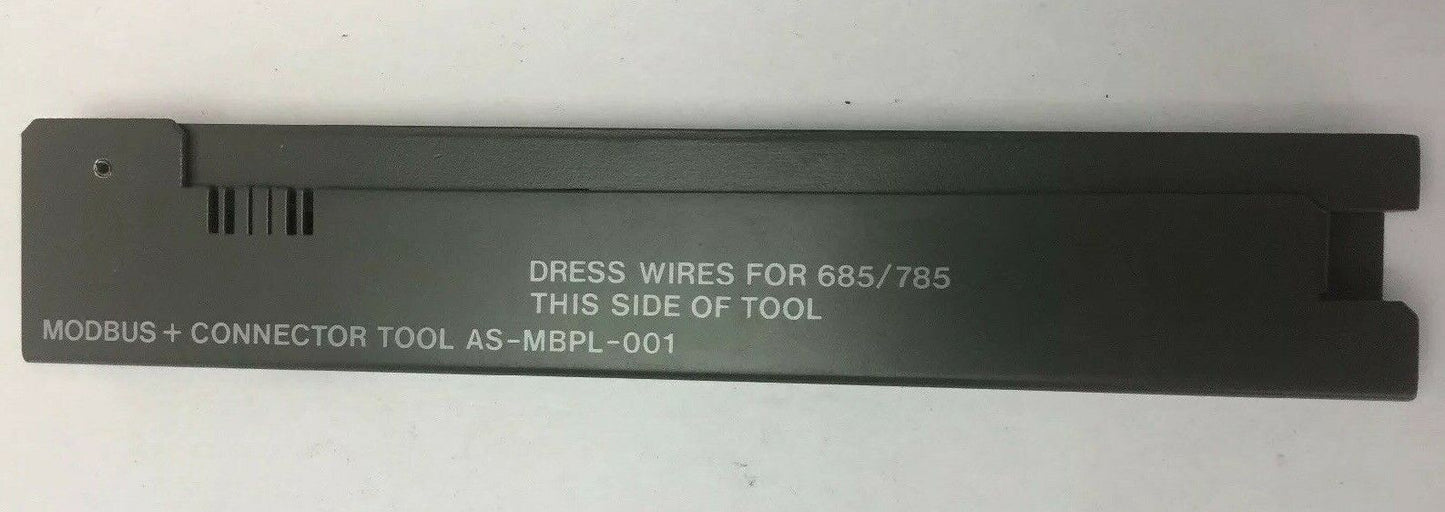 DRESS WIRES FOR 685/785
THIS SIDE OF TOOL
MODBUS+ CONNECTOR TOOL AS-MBPL-001